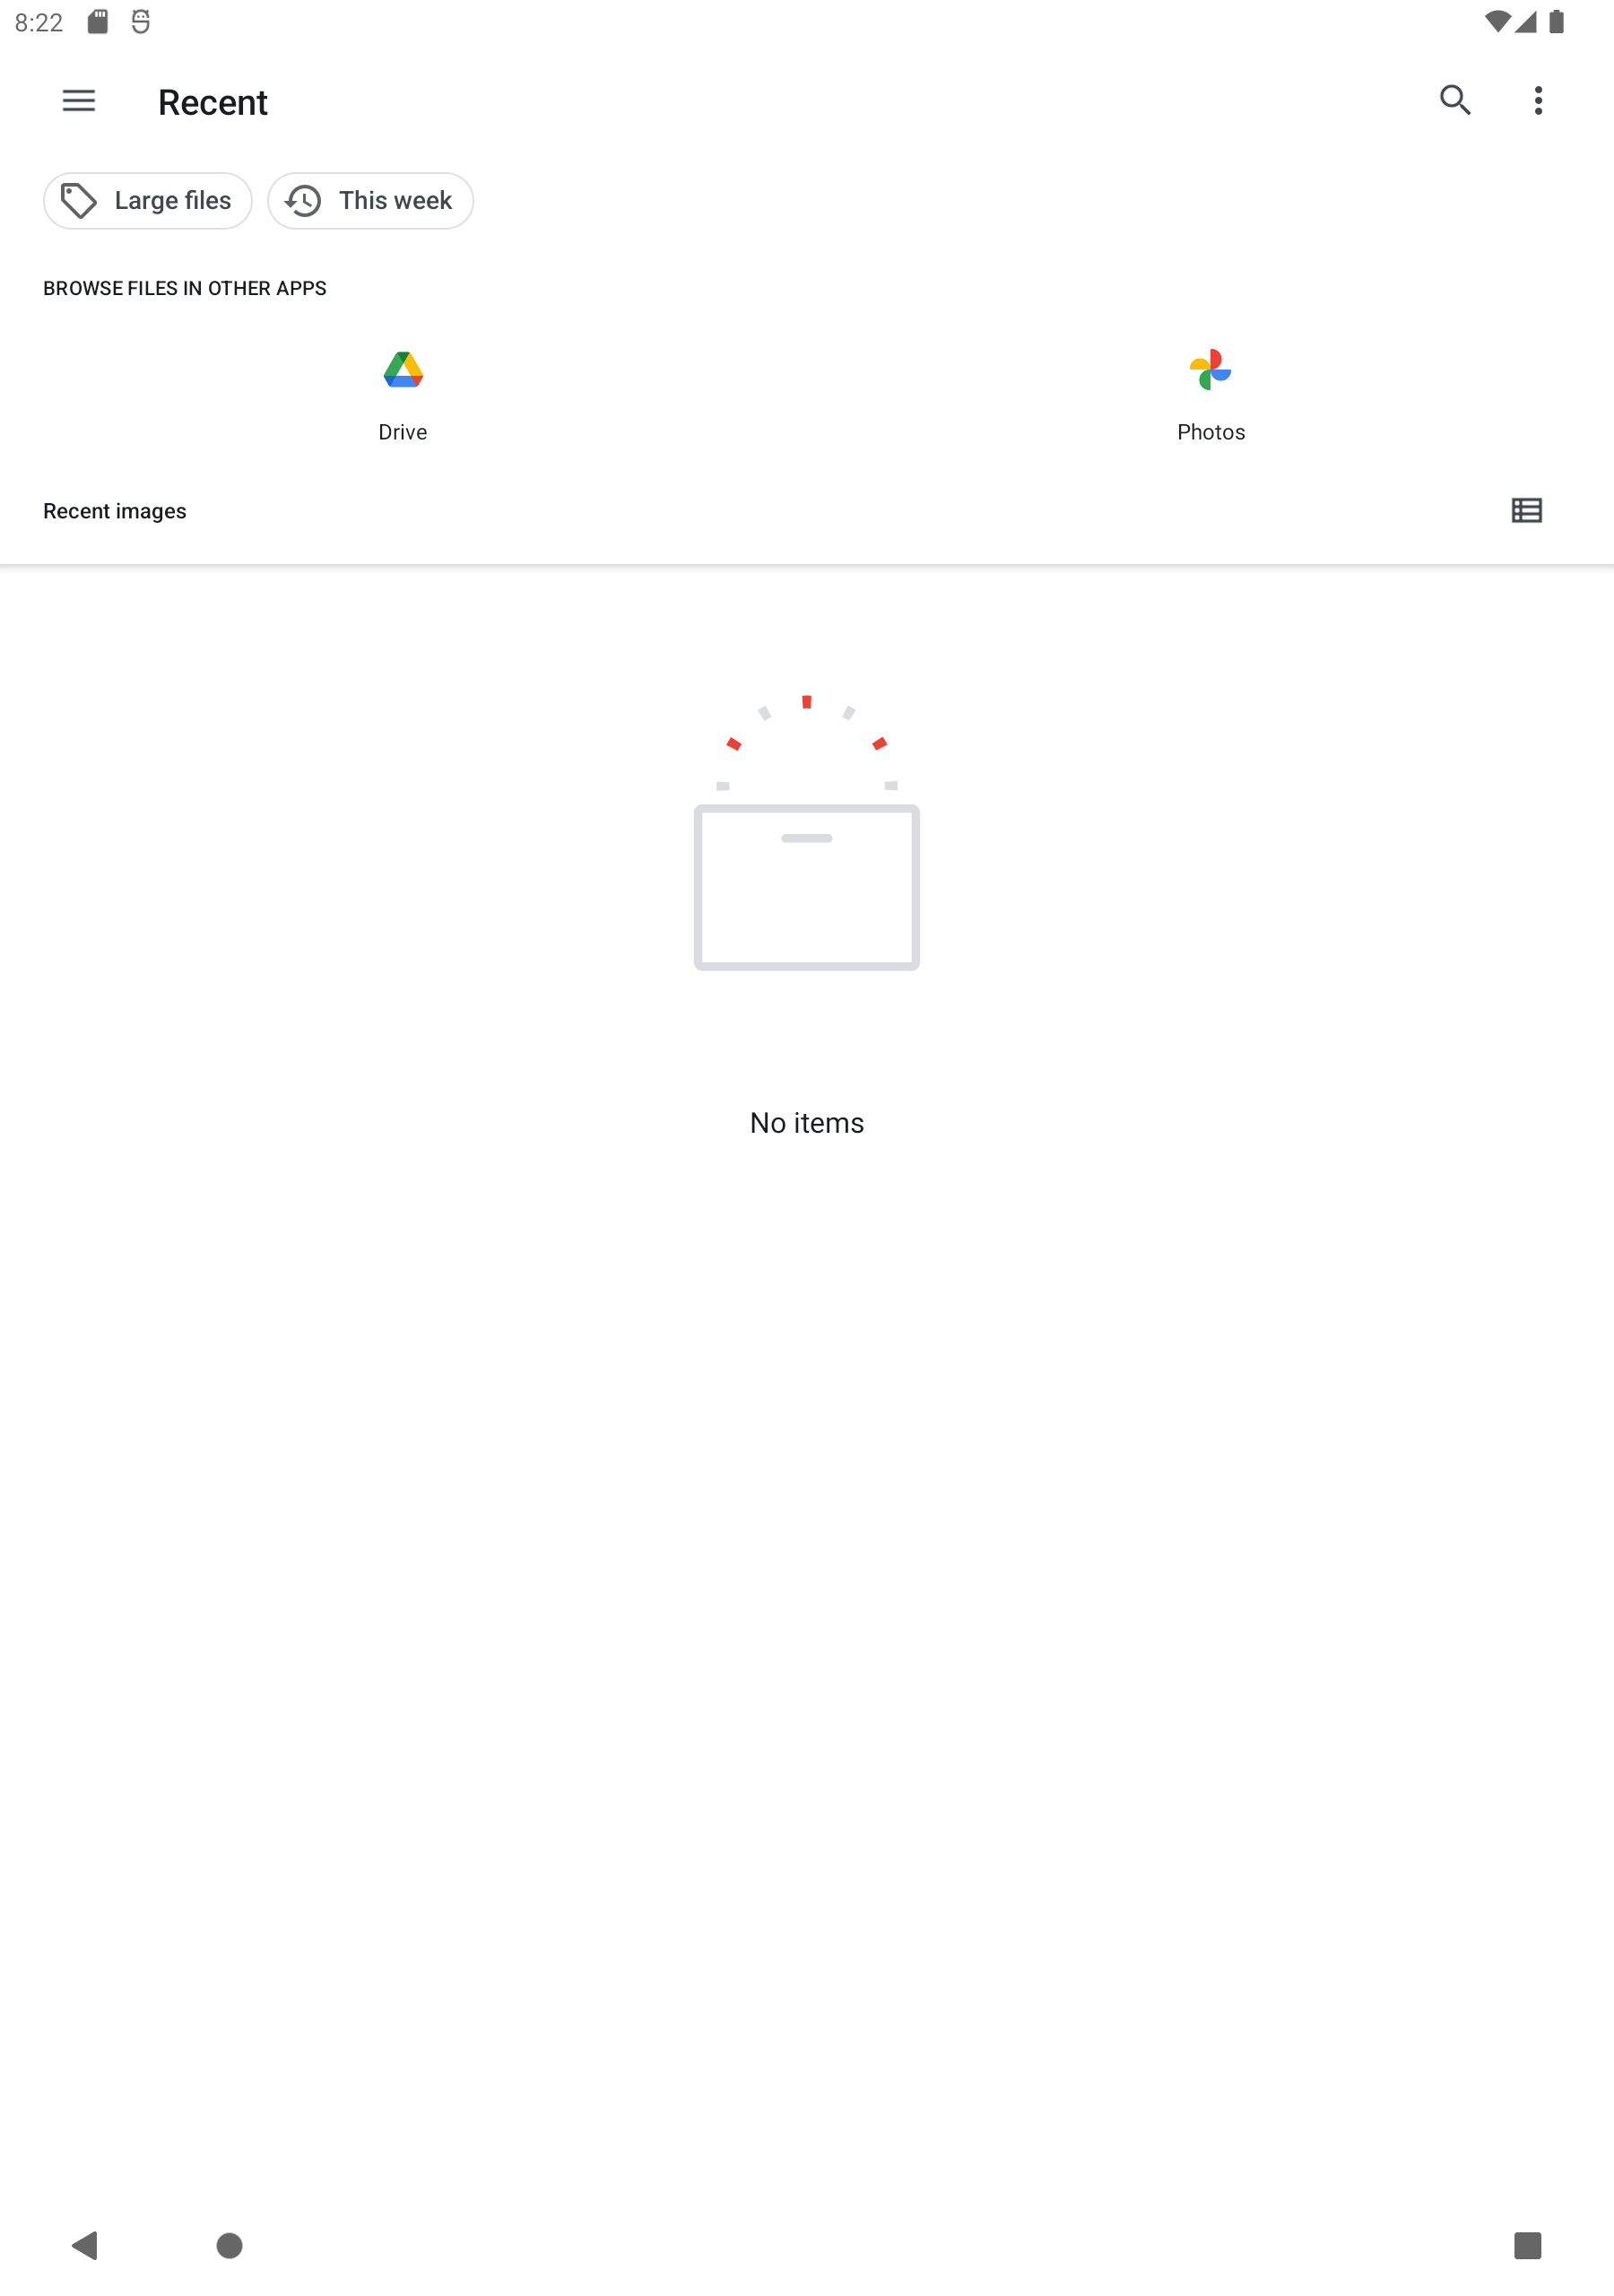 8:22
Recent
Large files
This week
BROWSE FILES IN OTHER APPS
Drive
Photos
Recent images
No items